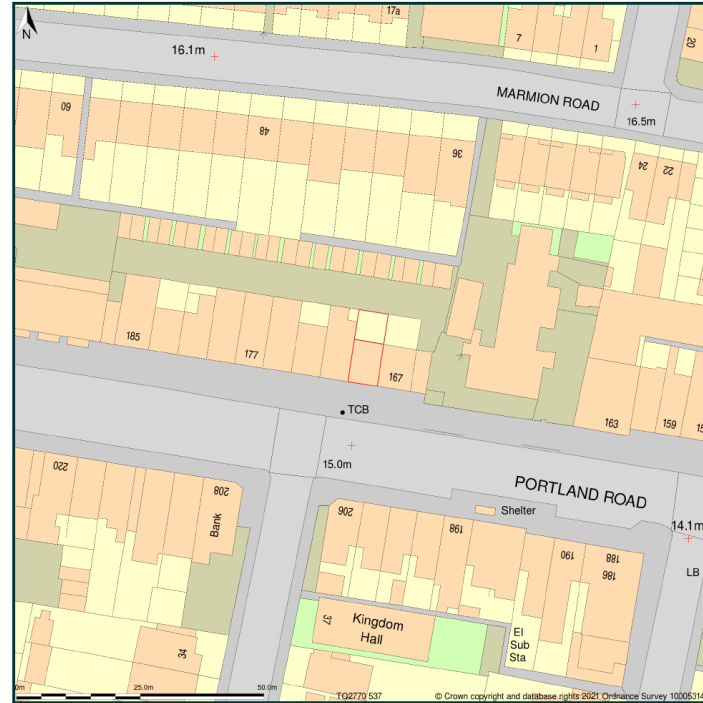 N
17a
7
1
20
16.1m
MARMION ROAD
16.5m
60
48
36
24
22
185
177
167
163
159
TCB
15.0m
PORTLAND ROAD
14.1m
220
208
Bank
206
198
Shelter
190
188
186
LB
37
Kingdom
Hall
El
Sub
Sta
34
0m
25.0m
50.0m
TQ2770 537
© Crown copyright and database rights 2021 Ordnance Survey 10005314